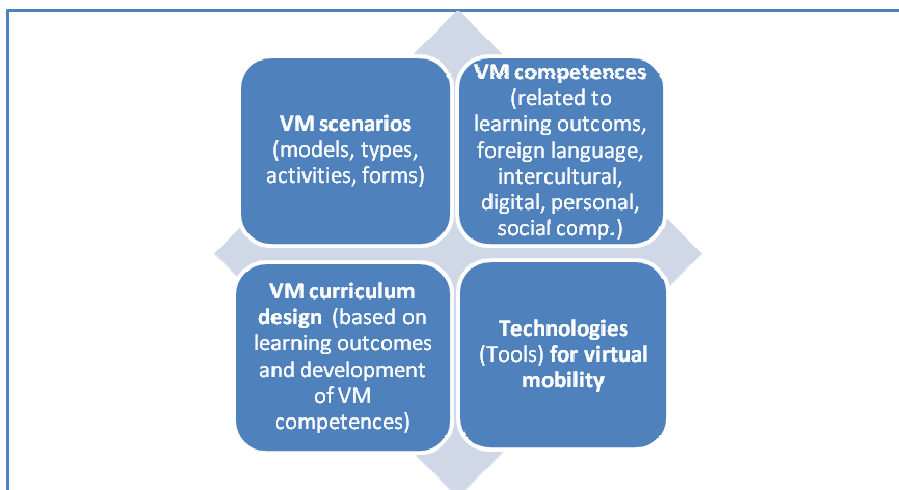 VM scenarios
(models, types,
activities, forms)
VM competences
(related to
learning outcoms,
foreign language,
intercultural,
digital, personal,
social comp.)
VM curriculum
design (based on
learning outcomes
and development
of VM
competences)
Technologies
(Tools) for virtual
mobility